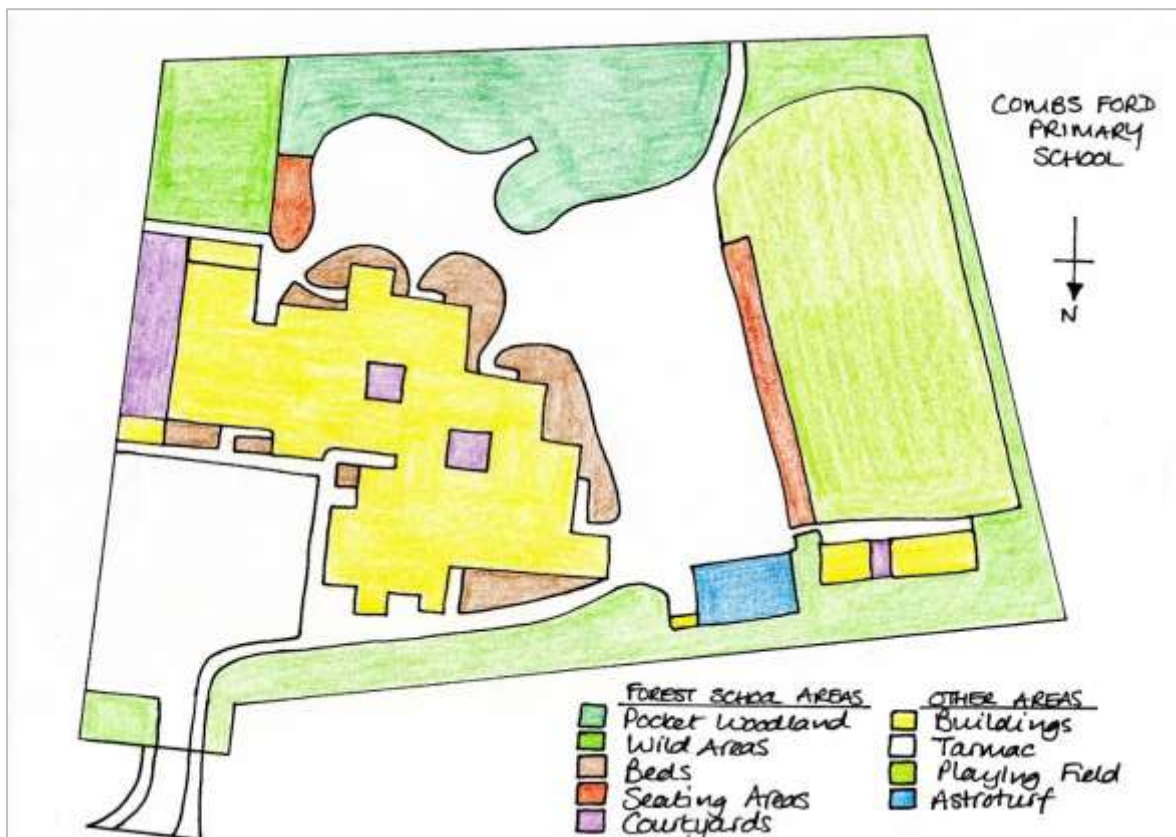 COMBS FORD
PRIMARY
SCHOOL
N
FOREST SCHOOL AREAS
Pocket Woodland
Wild Areas
Beds
Seating Areas
Courtyards
OTHER AREAS
Buildings
Tarmac
Playing Field
Astroturf